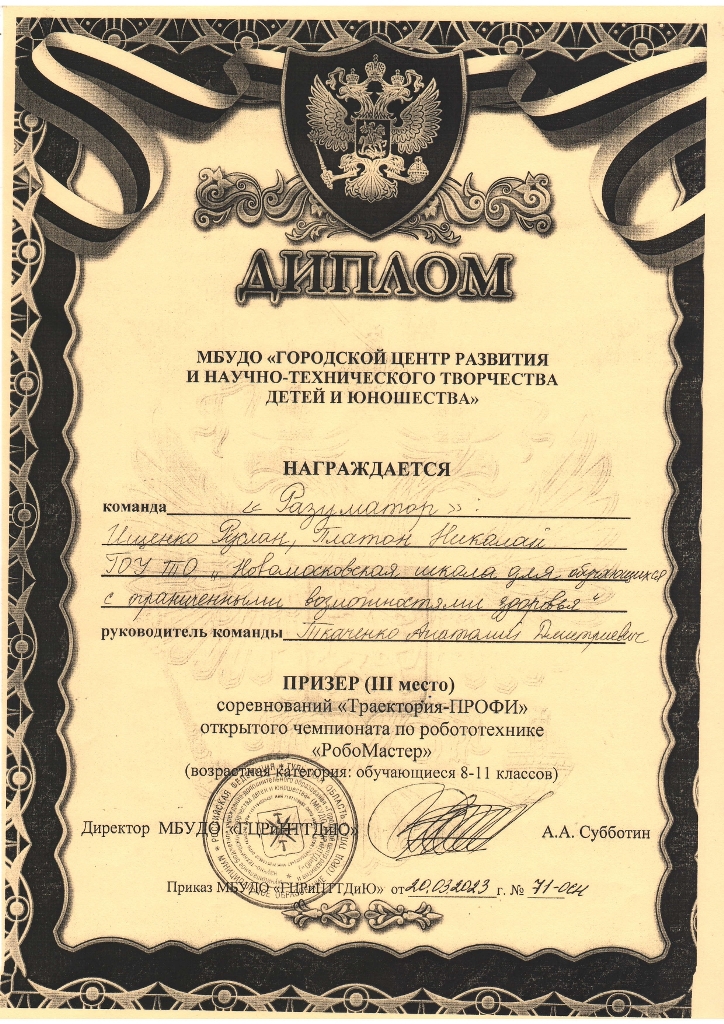 ДИПЛОМ
МБУДО «ГОРОДСКОЙ ЦЕНТР РАЗВИТИЯ
И НАУЧНО-ТЕХНИЧЕСКОГО ТВОРЧЕСТВА
ДЕТЕЙ И ЮНОШЕСТВА»
НАГРАЖДАЕТСЯ
команда « Разуматор» :
Ищенко Руслан, Платон Николай
ГОУ ТО „ Новомосковская школа для обучающихся
с ограниченными возможностями здоровья“
руководитель команды Ткаченко Анатолий Дмитриевич
ПРИЗЕР (III место)
соревнований «Траектория-ПРОФИ»
открытого чемпионата по робототехнике
«РобоМастер»
(возрастная категория: обучающиеся 8-11 классов)
Директор МБУДО «ГЦРиНТТДиЮ» А.А. Субботин
Приказ МБУДО «ГЦРиНТТДиЮ» от 20.03.2023 г. № 71-осн